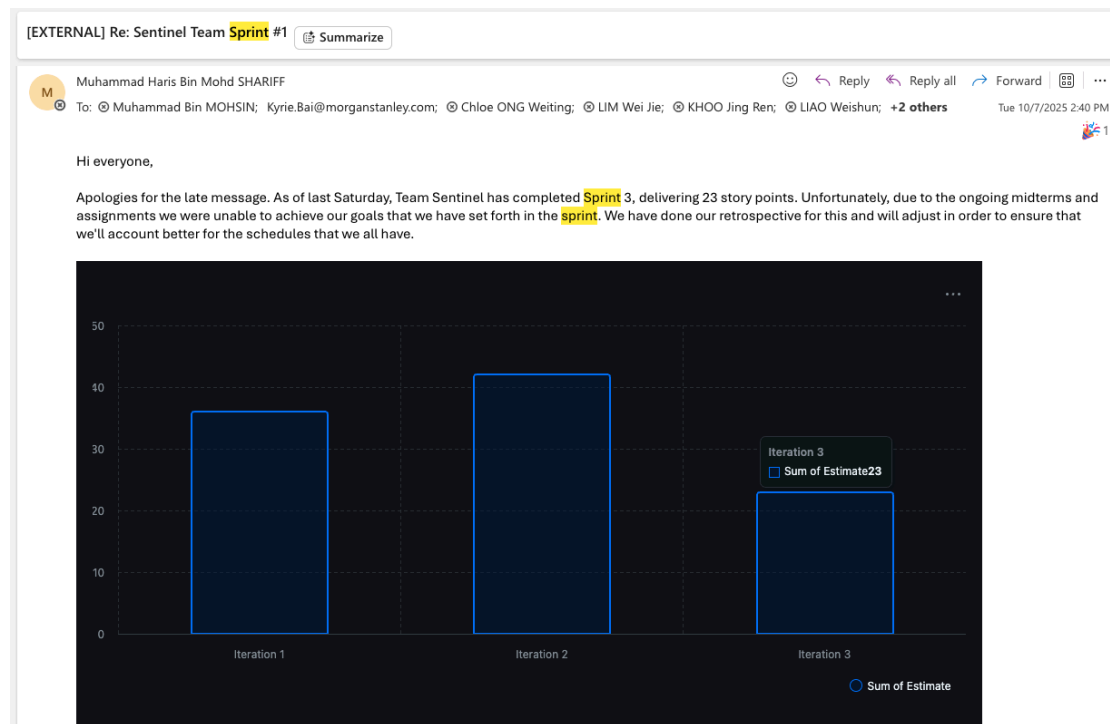 [EXTERNAL] Re: Sentinel Team Sprint #1 Summarize
M
Muhammad Haris Bin Mohd SHARIFF Reply Reply all Forward
To: Muhammad Bin MOHSIN; Kyrie.Bai@morganstanley.com; Chloe ONG Weiting; LIM Wei Jie; KHOO Jing Ren; LIAO Weishun; +2 others Tue 10/7/2025 2:40 PM
1
Hi everyone,
Apologies for the late message. As of last Saturday, Team Sentinel has completed Sprint 3, delivering 23 story points. Unfortunately, due to the ongoing midterms and
assignments we were unable to achieve our goals that we have set forth in the sprint. We have done our retrospective for this and will adjust in order to ensure that
we'll account better for the schedules that we all have.
50
40
30
Iteration 3
Sum of Estimate23
20
10
0
Iteration 1 Iteration 2 Iteration 3
Sum of Estimate